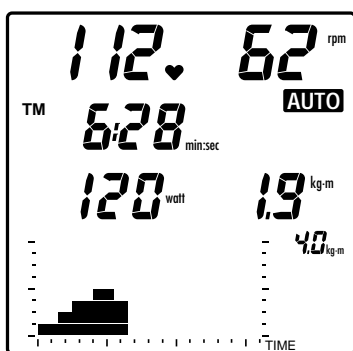 112 62 rpm
AUTO
TM 6:28 min:sec
120 watt 1.9 kg-m
4.0 kg-m
TIME